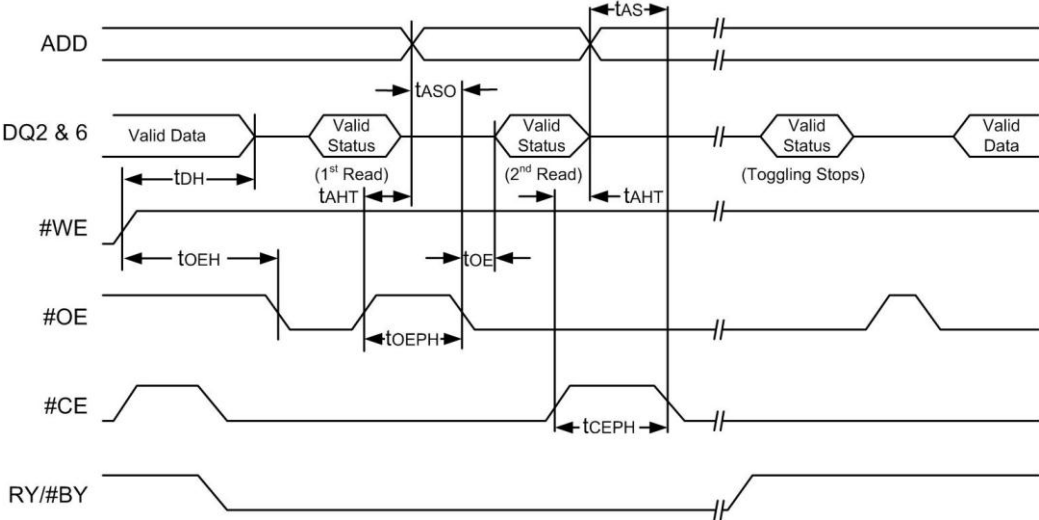 tAS
ADD
tASO
DQ2 & 6
Valid Data
Valid Status
Valid Status
Valid Status
Valid Data
(1st Read)
(2nd Read)
(Toggling Stops)
tDH
tAHT
tAHT
#WE
tOEH
tOE
#OE
tOEPH
#CE
tCEPH
RY/#BY